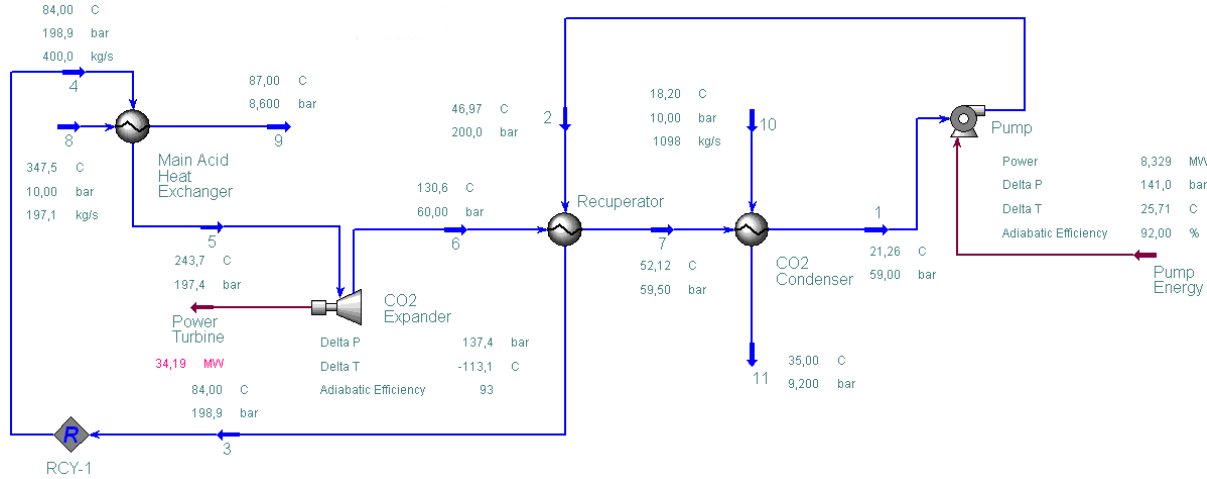 84,00 C
198,9 bar
400,0 kg/s
4
87,00 C
8,600 bar
8
9
Main Acid
Heat
Exchanger
347,5 C
10,00 bar
197,1 kg/s
5
243,7 C
197,4 bar
Power
Turbine
34,19 MW
CO2
Expander
Delta P 137,4 bar
Delta T -113,1 C
Adiabatic Efficiency 93
84,00 C
198,9 bar
3
R
RCY-1
130,6 C
60,00 bar
6
46,97 C
200,0 bar
2
Recuperator
7
52,12 C
59,50 bar
18,20 C
10,00 bar
1098 kg/s
10
CO2
Condenser
11
35,00 C
9,200 bar
1
21,26 C
59,00 bar
Pump
Power 8,329 MW
Delta P 141,0 bar
Delta T 25,71 C
Adiabatic Efficiency 92,00 %
Pump
Energy